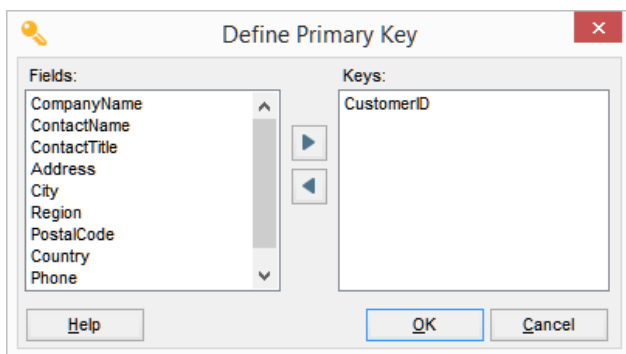 Define Primary Key
Fields:
CompanyName
ContactName
ContactTitle
Address
City
Region
PostalCode
Country
Phone
Keys:
CustomerID
Help
OK
Cancel